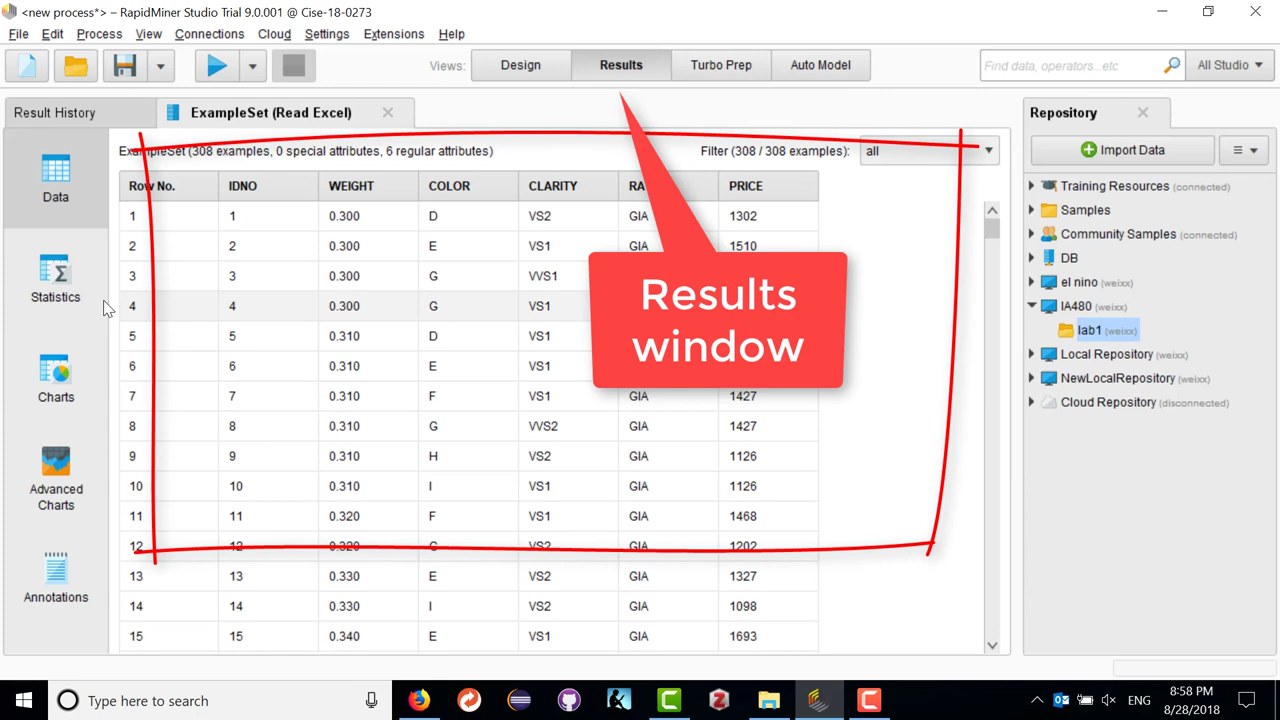 <new process*> – RapidMiner Studio Trial 9.0.001 @ Cise-18-0273
File Edit Process View Connections Cloud Settings Extensions Help
Views: Design Results Turbo Prep Auto Model Find data, operators...etc All Studio
Result History ExampleSet (Read Excel) Repository
ExampleSet (308 examples, 0 special attributes, 6 regular attributes) Filter (308 / 308 examples): all
Import Data
Data
Statistics
Charts
Advanced
Charts
Annotations
Row No. IDNO WEIGHT COLOR CLARITY PRICE
1 1 0.300 D VS2 GIA 1302
2 2 0.300 E VS1 GIA 1510
3 3 0.300 G VVS1
4 4 0.300 G VS1
5 5 0.310 D VS1
6 6 0.310 E VS1
7 7 0.310 F VS1 GIA 1427
8 8 0.310 G VVS2 GIA 1427
9 9 0.310 H VS2 GIA 1126
10 10 0.310 I VS1 GIA 1126
11 11 0.320 F VS1 GIA 1468
12 12 0.320 G VS2 GIA 1202
13 13 0.330 E VS2 GIA 1327
14 14 0.330 I VS2 GIA 1098
15 15 0.340 E VS1 GIA 1693
Results
window
Training Resources (connected)
Samples
Community Samples (connected)
DB
el nino (weixx)
IA480 (weixx)
lab1 (weixx)
Local Repository (weixx)
NewLocalRepository (weixx)
Cloud Repository (disconnected)
Type here to search
ENG
8:58 PM
8/28/2018